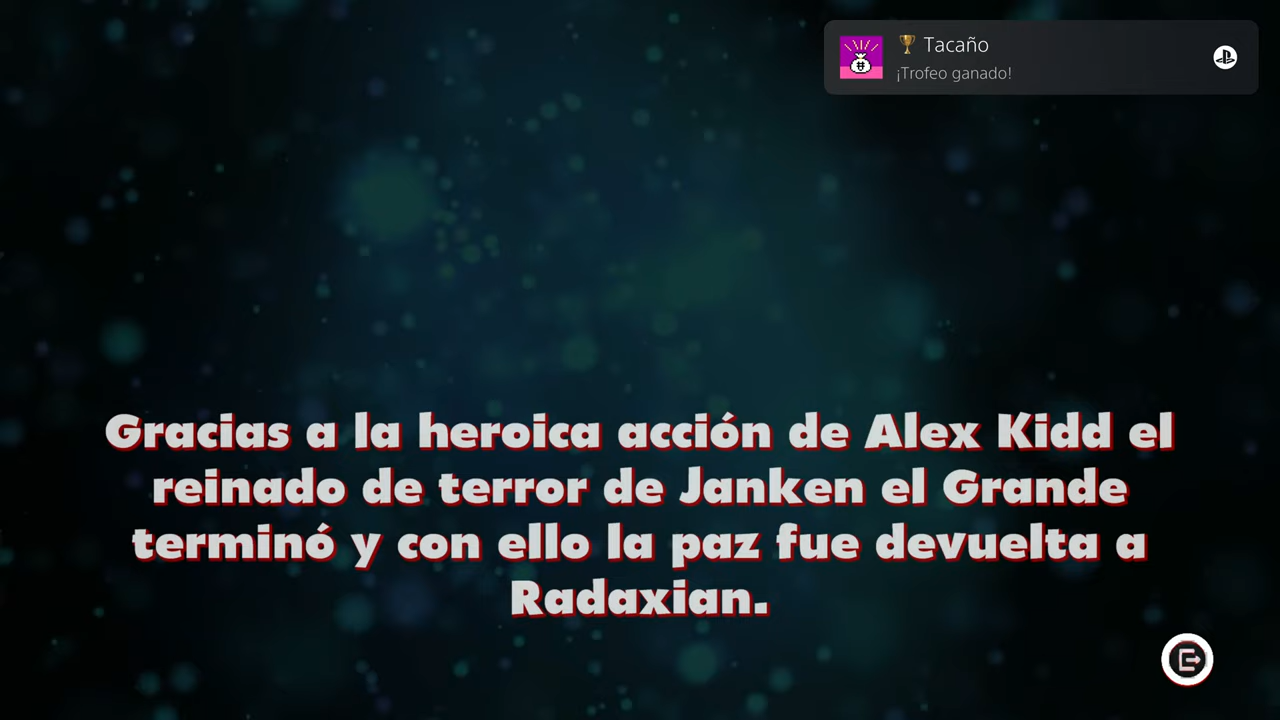 Tacaño
¡Trofeo ganado!
Gracias a la heroica acción de Alex Kidd el
reinado de terror de Janken el Grande
terminó y con ello la paz fue devuelta a
Radaxian.